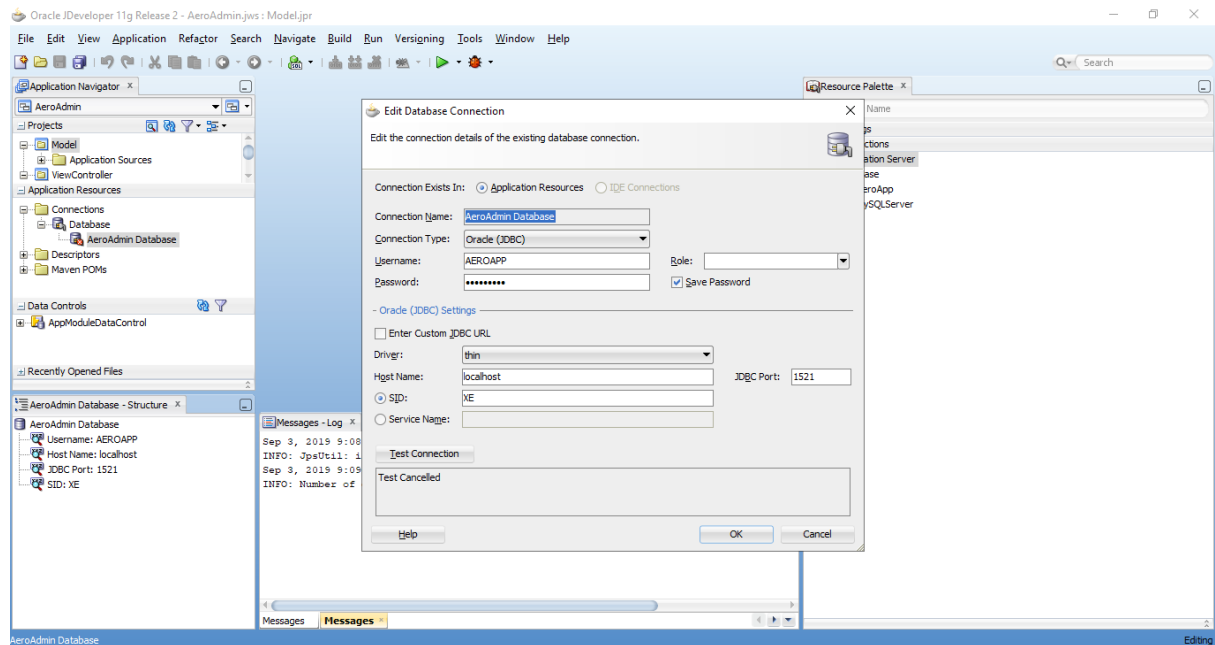 Oracle JDeveloper 11g Release 2 - AeroAdmin.jws : Model.jpr
File Edit View Application Refactor Search Navigate Build Run Versioning Tools Window Help
Search
Application Navigator
AeroAdmin
Projects
Model
Application Sources
ViewController
Application Resources
Connections
Database
AeroAdmin Database
Descriptors
Maven POMs
Data Controls
AppModuleDataControl
Recently Opened Files
AeroAdmin Database - Structure
AeroAdmin Database
Username: AEROAPP
Host Name: localhost
JDBC Port: 1521
SID: XE
Messages - Log
Sep 3, 2019 9:08
INFO: JpsUtil: i
Sep 3, 2019 9:09
INFO: Number of
Messages Messages
Edit Database Connection
Edit the connection details of the existing database connection.
Connection Exists In: Application Resources IDE Connections
Connection Name: AeroAdmin Database
Connection Type: Oracle (JDBC)
Username: AEROAPP Role:
Password: ••••••••• Save Password
- Oracle (JDBC) Settings
Enter Custom JDBC URL
Driver: thin
Host Name: localhost JDBC Port: 1521
SID: XE
Service Name:
Test Connection
Test Cancelled
Help OK Cancel
Resource Palette
Name
gs
ctions
ation Server
ase
eroApp
ySQLServer
AeroAdmin Database
Editing